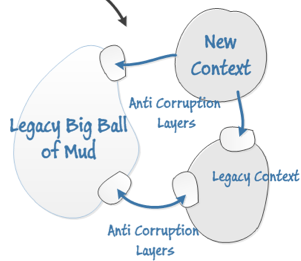 New
Context
Anti Corruption
Layers
Legacy Big Ball
of Mud
Legacy Context
Anti Corruption
Layers